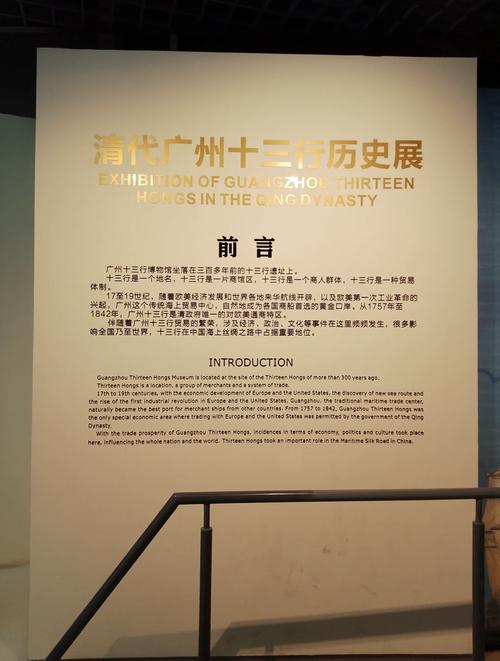 清代广州十三行历史展
EXHIBITION OF GUANGZHOU THIRTEEN
HONGS IN THE QING DYNASTY
前言
广州十三行博物馆坐落在三百多年前的十三行遗址上。
十三行是一个地名，十三行是一片商馆区，十三行是一个商人群体，十三行是一种贸易
体制。
17至19世纪，随着欧美经济发展和世界各地来华航线开辟，以及欧美第一次工业革命的
兴起，广州这个传统海上贸易中心，自然地成为各国商船首选的黄金口岸。从1757年至
1842年，广州十三行是清政府唯一的对欧美通商特区。
伴随着广州十三行贸易的繁荣，涉及经济、政治、文化等事件在这里频频发生，很多影
响全国乃至世界，十三行在中国海上丝绸之路中占据重要地位。
INTRODUCTION
Guangzhou Thirteen Hongs Museum is located at the site of the Thirteen Hongs of more than 300 years ago.
Thirteen Hongs is a location, a group of merchants and a system of trade.
17th to 19th centuries, with the economic development of Europe and the United States, the discovery of new sea route and
the rise of the first industrial revolution in Europe and the United States, Guangzhou, the traditional maritime trade center,
naturally became the best port for merchant ships from other countries. From 1757 to 1842, Guangzhou Thirteen Hongs was
the only special economic area where trading with Europe and the United States was permitted by the government of the Qing
Dynasty.
With the trade prosperity of Guangzhou Thirteen Hongs, incidences in terms of economy, politics and culture took place
here, influencing the whole nation and the world. Thirteen Hongs took an important role in the Maritime Silk Road in China.